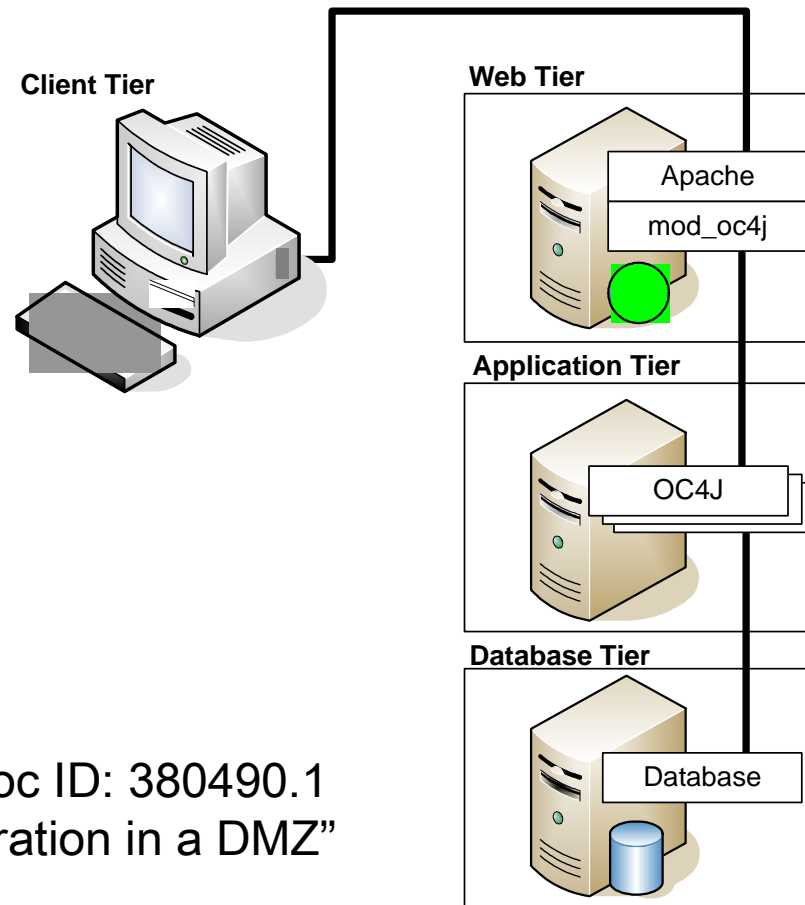 Client Tier
Web Tier
Apache
mod_oc4j
Application Tier
OC4J
Database Tier
Database
oc ID: 380490.1
ration in a DMZ”